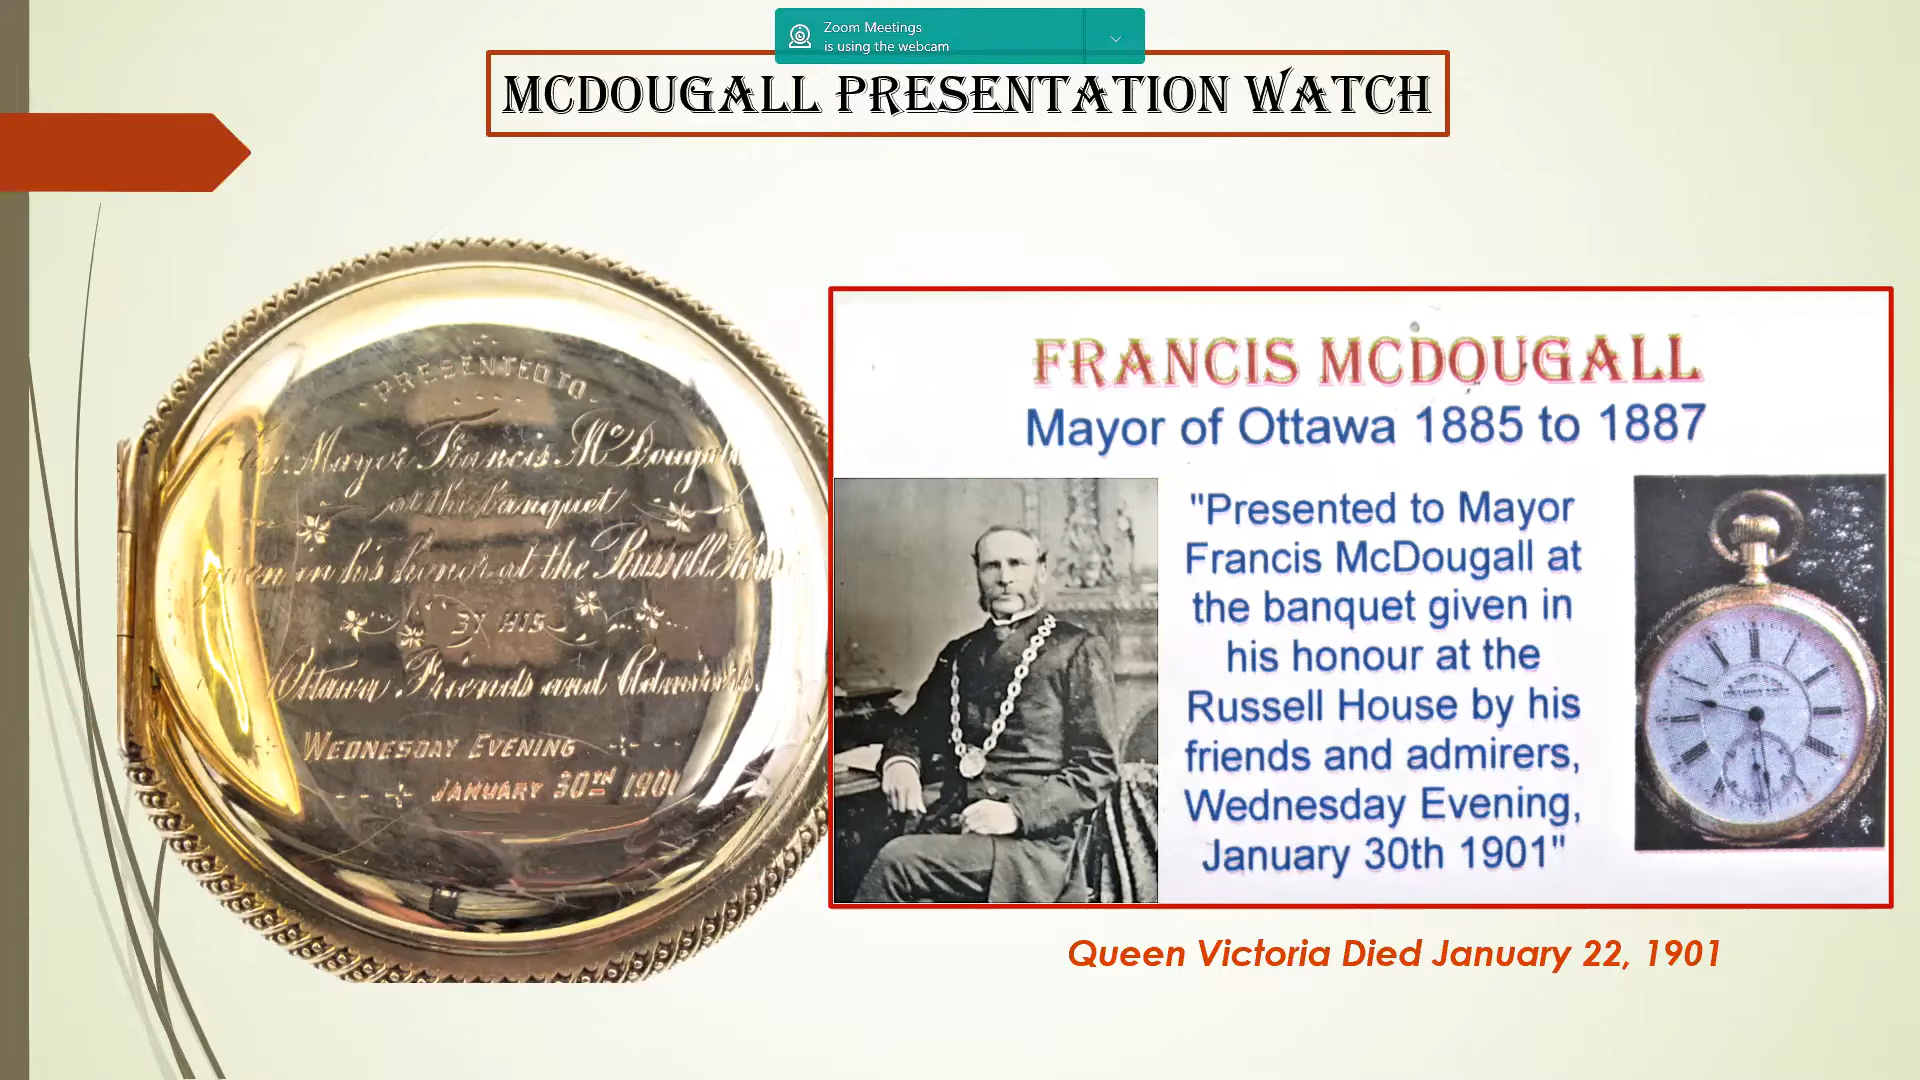 Zoom Meetings
is using the webcam
MCDOUGALL PRESENTATION WATCH
PRESENTED TO
Ex. Mayor Francis McDougall
at the banquet
given in his honor at the Russell House
BY HIS
Ottawa Friends and Admirers.
WEDNESDAY EVENING
JANUARY 30TH 1901
FRANCIS MCDOUGALL
Mayor of Ottawa 1885 to 1887
"Presented to Mayor
Francis McDougall at
the banquet given in
his honour at the
Russell House by his
friends and admirers,
Wednesday Evening,
January 30th 1901"
Queen Victoria Died January 22, 1901